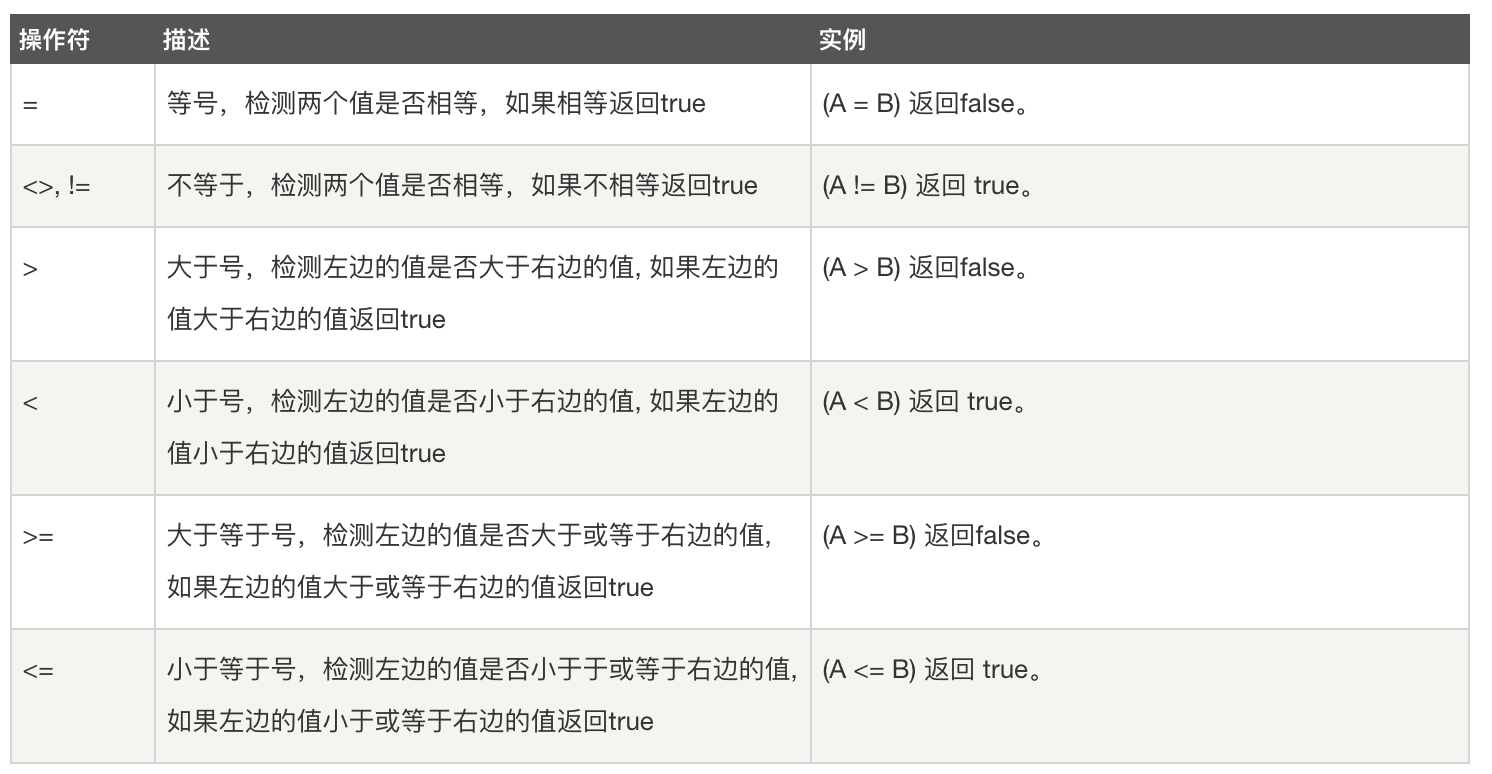 操作符 描述 实例
= 等号，检测两个值是否相等，如果相等返回true (A = B) 返回false。
<>, != 不等于，检测两个值是否相等，如果不相等返回true (A != B) 返回 true。
> 大于号，检测左边的值是否大于右边的值, 如果左边的 (A > B) 返回false。
值大于右边的值返回true
< 小于号，检测左边的值是否小于右边的值, 如果左边的 (A < B) 返回 true。
值小于右边的值返回true
>= 大于等于号，检测左边的值是否大于或等于右边的值, (A >= B) 返回false。
如果左边的值大于或等于右边的值返回true
<= 小于等于号，检测左边的值是否小于于或等于右边的值, (A <= B) 返回 true。
如果左边的值小于或等于右边的值返回true